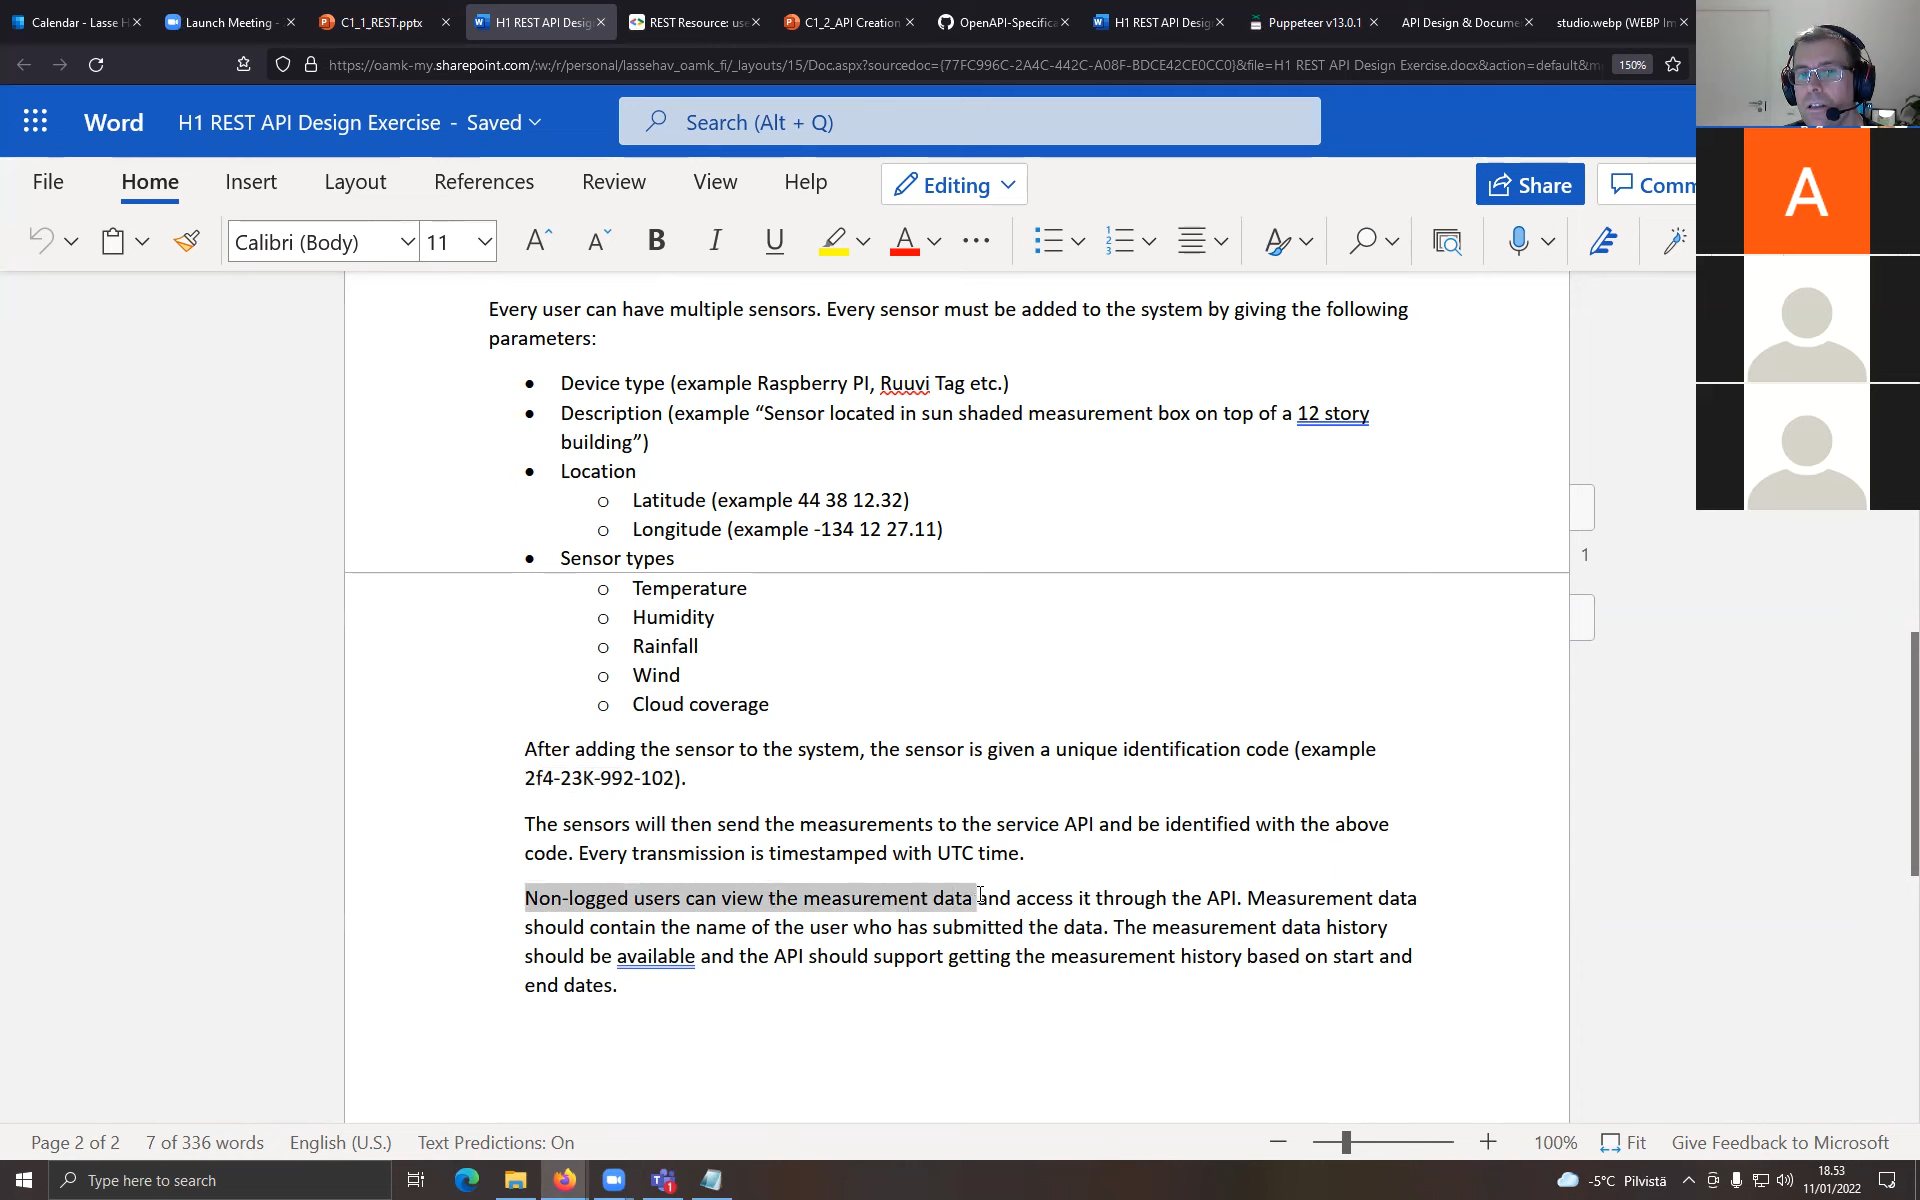 Calendar - Lasse H
Launch Meeting -
C1_1_REST.pptx
H1 REST API Desig
REST Resource: use
C1_2_API Creation
OpenAPI-Specifica
H1 REST API Desig
Puppeteer v13.0.1
API Design & Docume
studio.webp (WEBP Im
https://oamk-my.sharepoint.com/:w:/r/personal/lassehav_oamk_fi/_layouts/15/Doc.aspx?sourcedoc={77FC996C-2A4C-442C-A08F-BDCE42CE0CC0}&file=H1 REST API Design Exercise.docx&action=default&m
150%
Word
H1 REST API Design Exercise - Saved
Search (Alt + Q)
File Home Insert Layout References Review View Help
Editing
Share
Comm
Calibri (Body)
11
B I U
A
Every user can have multiple sensors. Every sensor must be added to the system by giving the following
parameters:
• Device type (example Raspberry PI, Ruuvi Tag etc.)
• Description (example “Sensor located in sun shaded measurement box on top of a 12 story
building”)
• Location
o Latitude (example 44 38 12.32)
o Longitude (example -134 12 27.11)
• Sensor types
1
o Temperature
o Humidity
o Rainfall
o Wind
o Cloud coverage
After adding the sensor to the system, the sensor is given a unique identification code (example
2f4-23K-992-102).
The sensors will then send the measurements to the service API and be identified with the above
code. Every transmission is timestamped with UTC time.
Non-logged users can view the measurement data and access it through the API. Measurement data
should contain the name of the user who has submitted the data. The measurement data history
should be available and the API should support getting the measurement history based on start and
end dates.
Page 2 of 2
7 of 336 words
English (U.S.)
Text Predictions: On
100%
Fit
Give Feedback to Microsoft
Type here to search
-5°C Pilvistä
18.53
11/01/2022